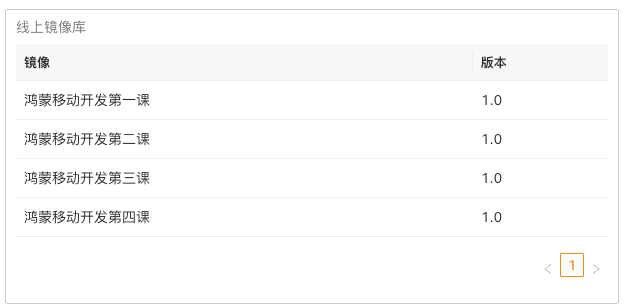 线上镜像库
镜像 版本
鸿蒙移动开发第一课 1.0
鸿蒙移动开发第二课 1.0
鸿蒙移动开发第三课 1.0
鸿蒙移动开发第四课 1.0
1